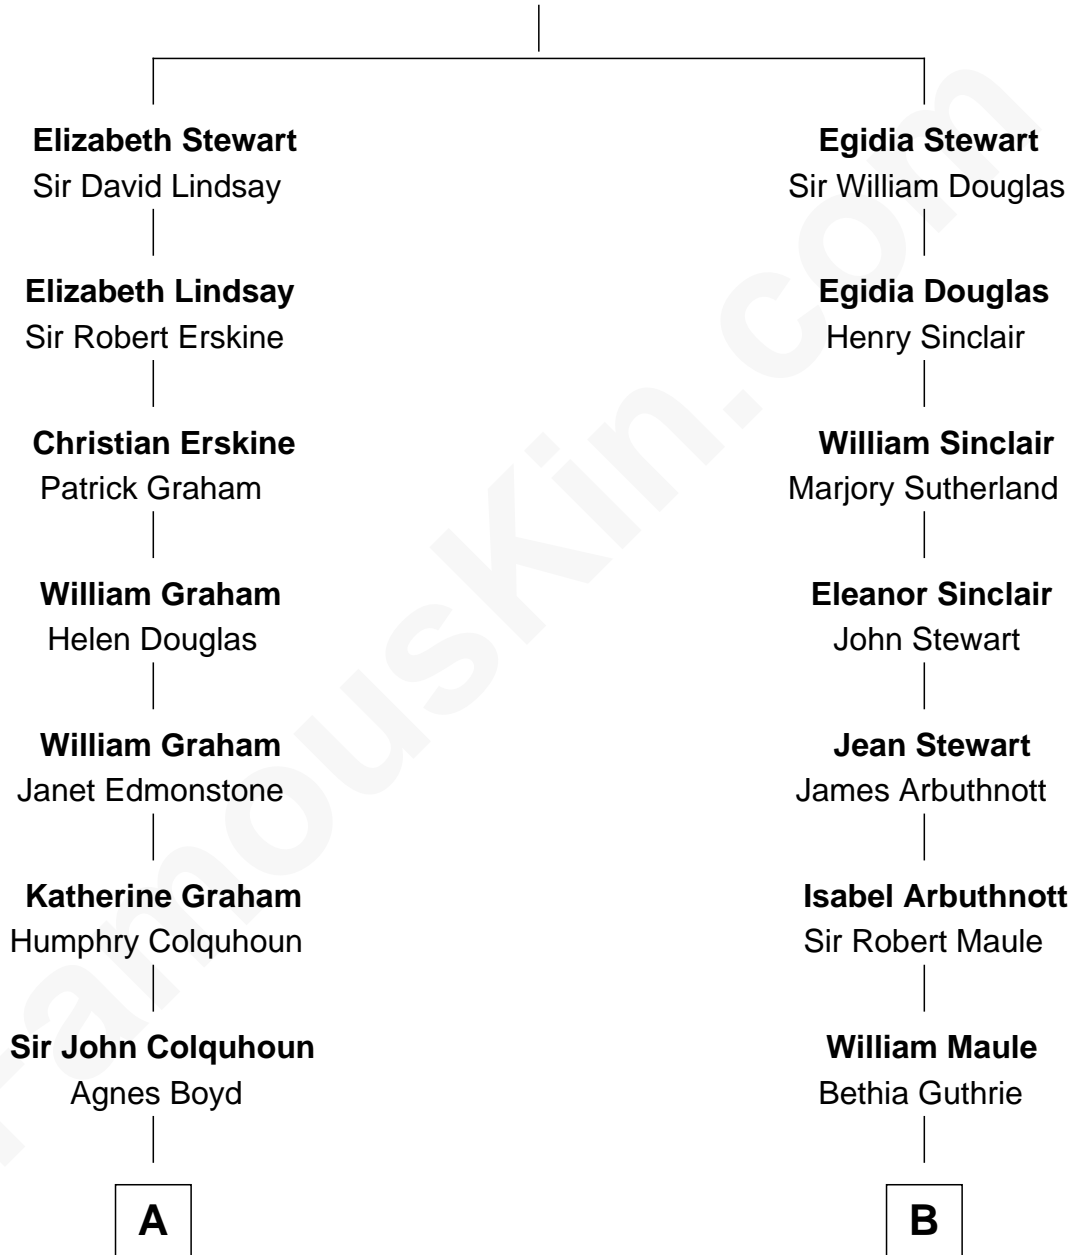 Elizabeth Stewart
Sir David Lindsay
Elizabeth Lindsay
Sir Robert Erskine
Christian Erskine
Patrick Graham
William Graham
Helen Douglas
William Graham
Janet Edmonstone
Katherine Graham
Humphry Colquhoun
Sir John Colquhoun
Agnes Boyd
A
Egidia Stewart
Sir William Douglas
Egidia Douglas
Henry Sinclair
William Sinclair
Marjory Sutherland
Eleanor Sinclair
John Stewart
Jean Stewart
James Arbuthnott
Isabel Arbuthnott
Sir Robert Maule
William Maule
Bethia Guthrie
B
FamousKin.com